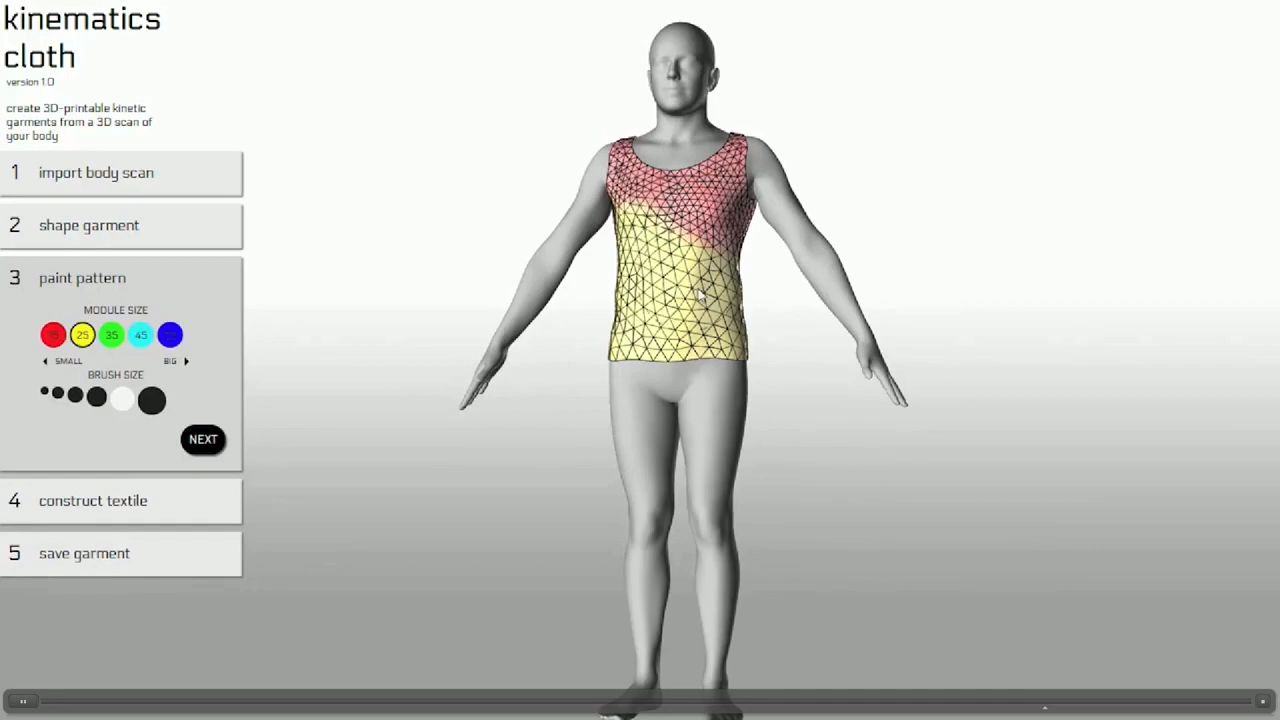 kinematics
cloth
version 1.0
create 3D-printable kinetic
garments from a 3D scan of
your body
1 import body scan
2 shape garment
3 paint pattern
MODULE SIZE
25 35 45
SMALL BIG
BRUSH SIZE
NEXT
4 construct textile
5 save garment